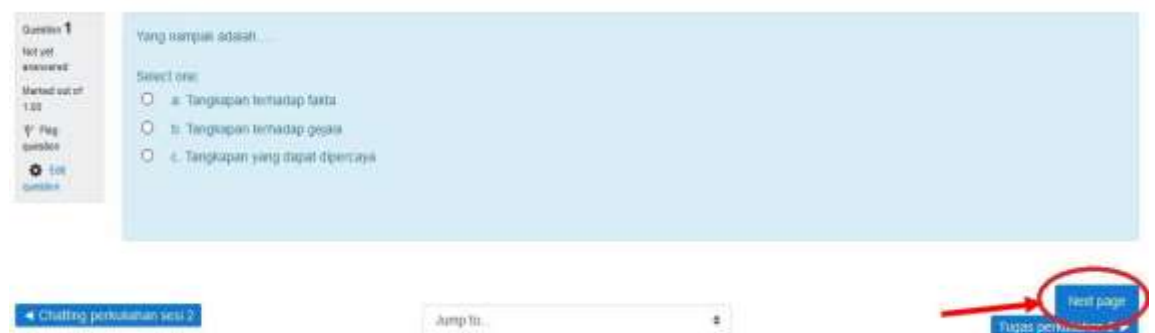 Question 1
Not yet
answered
Marked out of
1.00
Flag
question
Edit
question
Yang nampak adalah.....
Select one:
a. Tangkapan terhadap fakta
b. Tangkapan terhadap gejala
c. Tangkapan yang dapat dipercaya
Next page
◄ Chatting perkuliahan sesi 2
Jump to...
Tugas